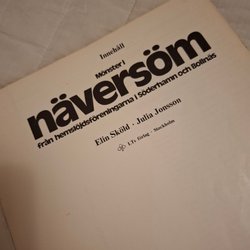 Innehåll
Mönster i
näversöm
från hemslöjdsföreningarna i Söderhamn och Bollnäs
Elin Sköld · Julia Jonsson
LTs förlag · Stockholm